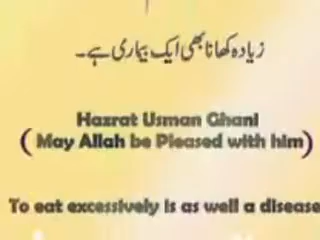 زیادہ کھانا بھی ایک بیماری ہے۔
Hazrat Usman Ghani
(May Allah be Pleased with him)
To eat excessively is as well a disease